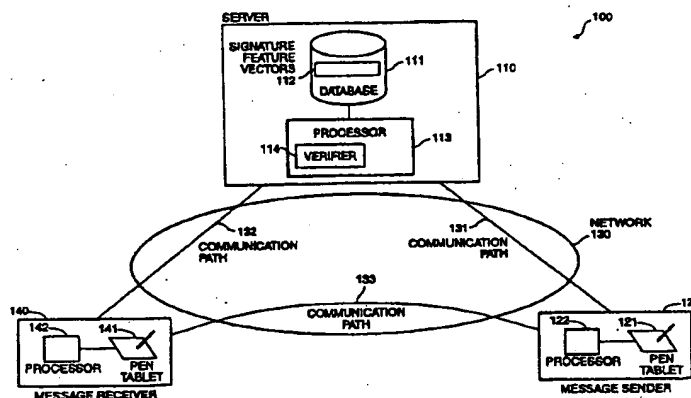 SERVER
100
SIGNATURE
FEATURE
VECTORS
112
111
DATABASE
110
PROCESSOR
113
114
VERIFIER
132
COMMUNICATION
PATH
131
COMMUNICATION
PATH
NETWORK
130
133
COMMUNICATION
PATH
140
142
141
PROCESSOR
PEN
TABLET
MESSAGE RECEIVER
122
121
PROCESSOR
PEN
TABLET
MESSAGE SENDER